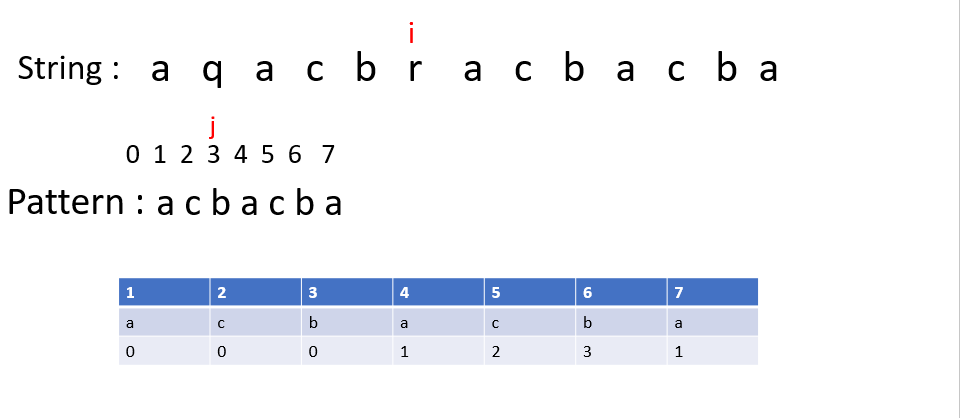 i
String : a q a c b r a c b a c b a
j
0 1 2 3 4 5 6 7
Pattern : a c b a c b a
1 2 3 4 5 6 7
a c b a c b a
0 0 0 1 2 3 1